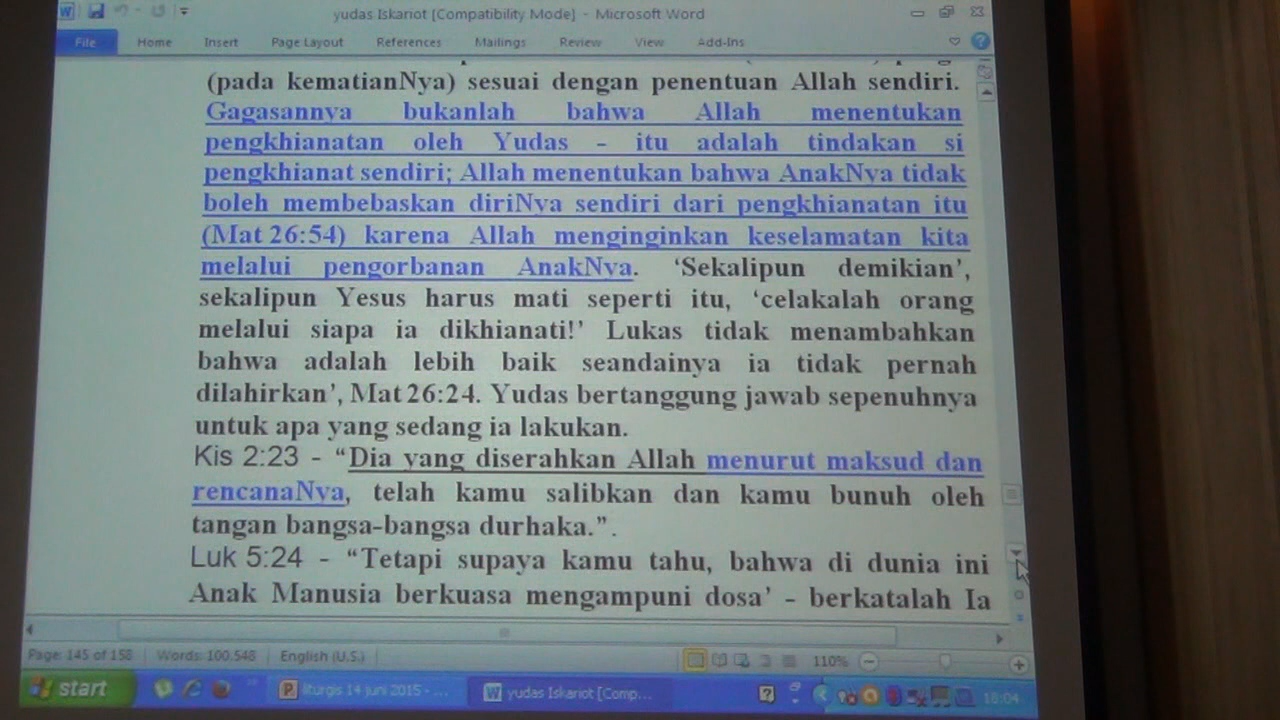 yudas Iskariot [Compatibility Mode] - Microsoft Word
File Home Insert Page Layout References Mailings Review View Add-Ins
(pada kematianNya) sesuai dengan penentuan Allah sendiri.
Gagasannya bukanlah bahwa Allah menentukan
pengkhianatan oleh Yudas - itu adalah tindakan si
pengkhianat sendiri; Allah menentukan bahwa AnakNya tidak
boleh membebaskan diriNya sendiri dari pengkhianatan itu
(Mat 26:54) karena Allah menginginkan keselamatan kita
melalui pengorbanan AnakNya. ‘Sekalipun demikian’,
sekalipun Yesus harus mati seperti itu, ‘celakalah orang
melalui siapa ia dikhianati!’ Lukas tidak menambahkan
bahwa adalah lebih baik seandainya ia tidak pernah
dilahirkan’, Mat 26:24. Yudas bertanggung jawab sepenuhnya
untuk apa yang sedang ia lakukan.
Kis 2:23 - “Dia yang diserahkan Allah menurut maksud dan
rencanaNya, telah kamu salibkan dan kamu bunuh oleh
tangan bangsa-bangsa durhaka.”.
Luk 5:24 - “Tetapi supaya kamu tahu, bahwa di dunia ini
Anak Manusia berkuasa mengampuni dosa’ - berkatalah Ia
Page: 145 of 158 Words: 100.548 English (U.S.) 110%
start liturgis 14 juni 2015 - ... yudas Iskariot [Comp... 18:04